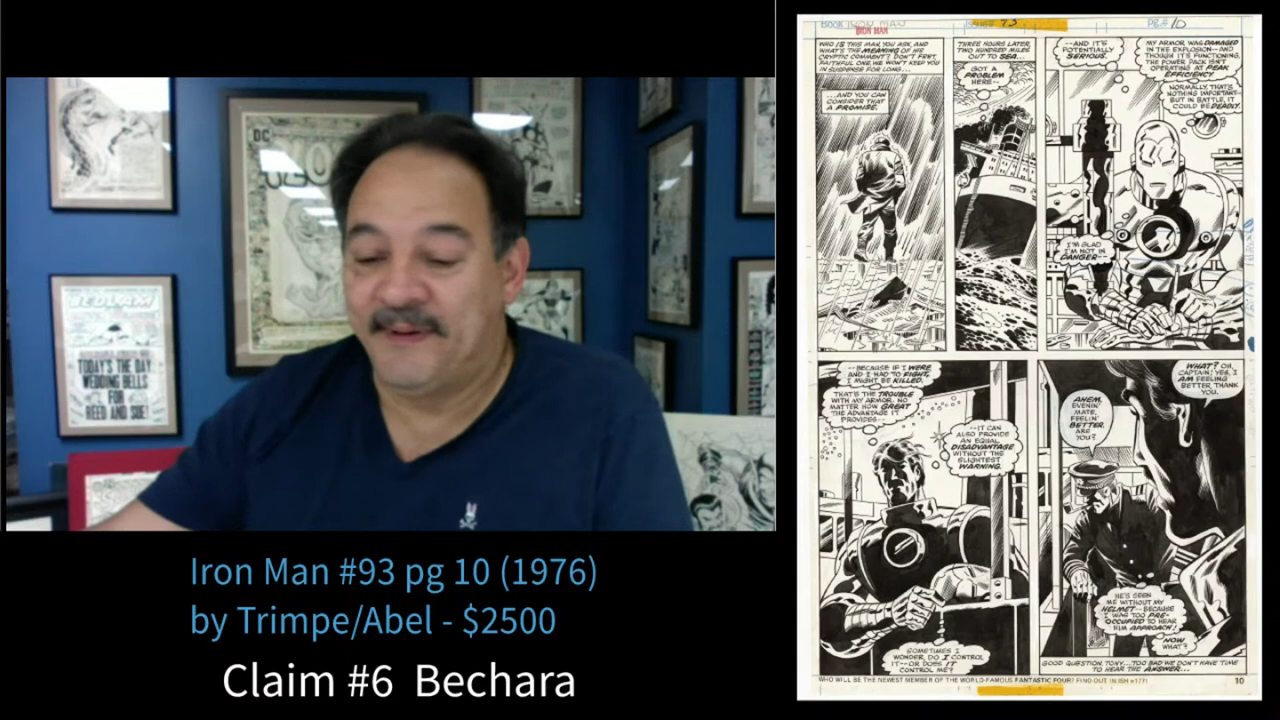 DC
TODAY'S THE DAY
WEDDING BELLS
FOR
REED AND SUE!
Iron Man #93 pg 10 (1976)
by Trimpe/Abel - $2500
Claim #6 Bechara
BOOK IRON MAN
93
PG.# 10
IRON MAN
WHO IS THIS MAN, YOU ASK, AND
WHAT'S THE MEANING OF HIS
CRYPTIC COMMENT? DON'T FRET,
FAITHFUL ONE, WE WON'T KEEP YOU
IN SUSPENSE FOR LONG...
...AND YOU CAN
CONSIDER THAT
A PROMISE.
THREE HOURS LATER,
TWO HUNDRED MILES
OUT TO SEA...
GOT A
PROBLEM
HERE--
--AND IT'S
POTENTIALLY
SERIOUS.
MY ARMOR WAS DAMAGED
IN THE EXPLOSION--AND
THOUGH IT'S FUNCTIONING,
THE POWER PACK ISN'T
OPERATING AT PEAK
EFFICIENCY.
NORMALLY, THAT'S
NOTHING IMPORTANT--
BUT IN BATTLE, IT
COULD BE DEADLY.
I'M GLAD
I'M NOT IN
DANGER--
--BECAUSE IF I WERE
AND I HAD TO FIGHT,
I MIGHT BE KILLED.
THAT'S THE TROUBLE
WITH MY ARMOR. NO
MATTER HOW GREAT
THE ADVANTAGE IT
PROVIDES--
--IT CAN
ALSO PROVIDE
AN EQUAL
DISADVANTAGE
WITHOUT THE
SLIGHTEST
WARNING.
SOMETIMES I
WONDER, DO I CONTROL
IT--OR DOES IT
CONTROL ME?
WHAT? OH,
CAPTAIN! YES, I
AM FEELING
BETTER, THANK
YOU.
AHEM.
EVENIN'
MATE,
FEELIN'
BETTER,
ARE
YOU?
HE'S SEEN
ME WITHOUT MY
HELMET--BECAUSE
I WAS TOO PRE-
OCCUPIED TO HEAR
HIM APPROACH!
NOW
WHAT?
GOOD QUESTION, TONY...TOO BAD WE DON'T HAVE TIME
TO HEAR THE ANSWER...
WHO WILL BE THE NEWEST MEMBER OF THE WORLD-FAMOUS FANTASTIC FOUR? FIND OUT IN ISH #177!
10